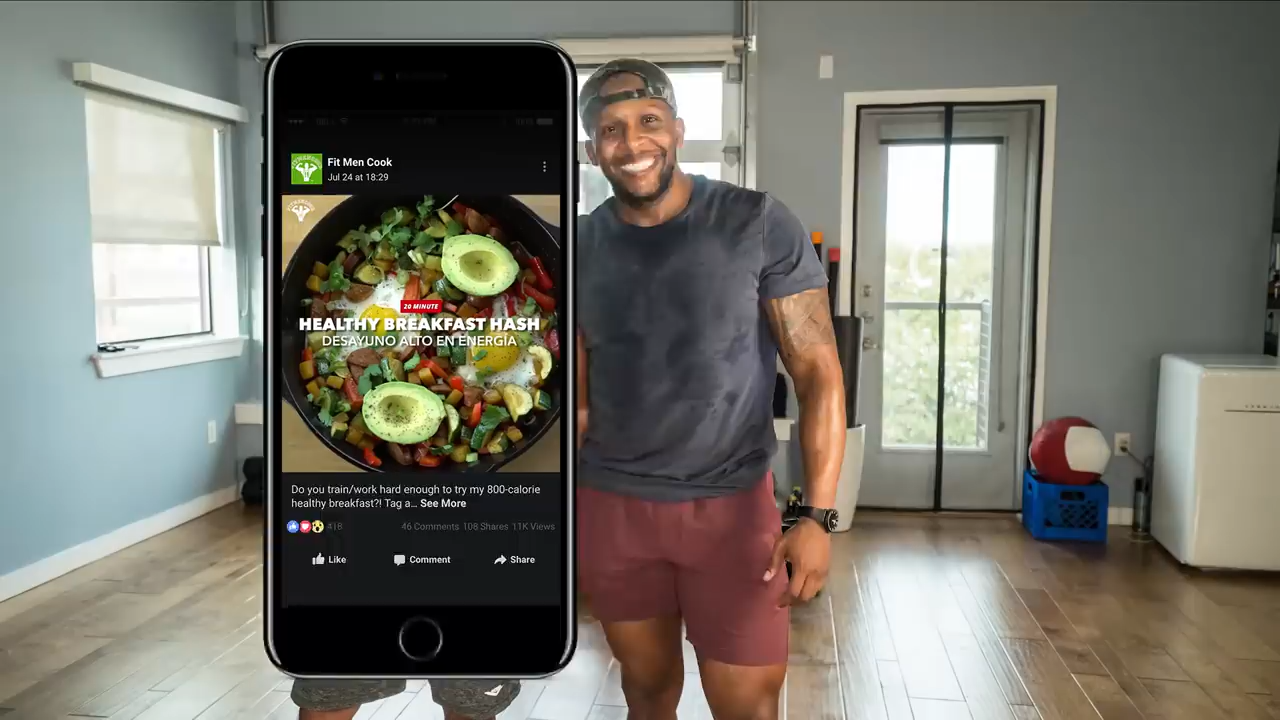 Fit Men Cook
Jul 24 at 18:29
20 MINUTE
HEALTHY BREAKFAST HASH
DESAYUNO ALTO EN ENERGÍA
Do you train/work hard enough to try my 800-calorie
healthy breakfast?! Tag a... See More
418
46 Comments 108 Shares 11K Views
Like
Comment
Share